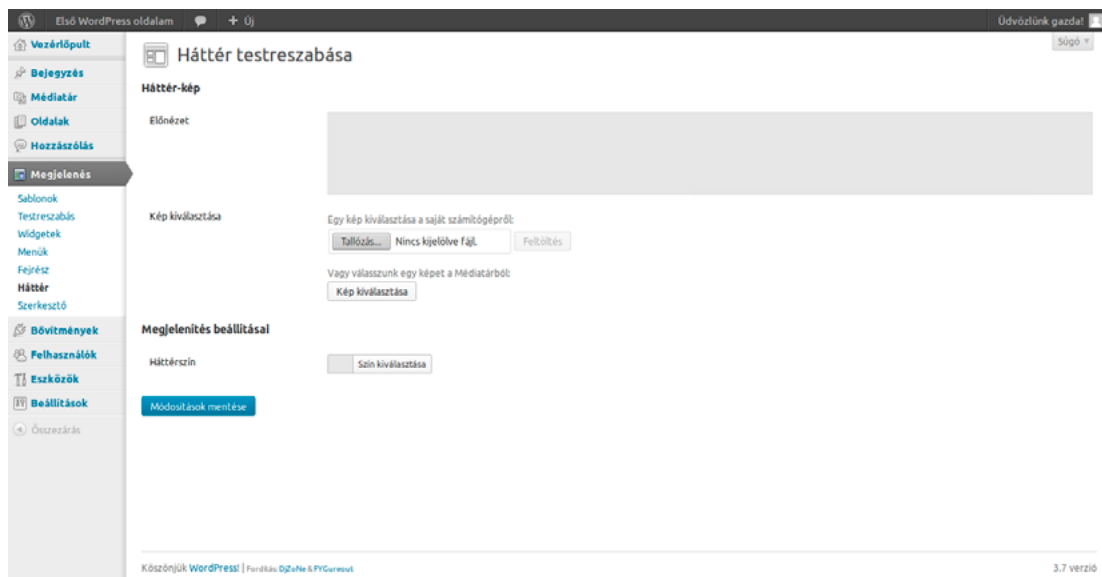 Első WordPress oldalam + Új Üdvözlünk gazda!
Súgó
Vezérlőpult
Bejegyzés
Médiatár
Oldalak
Hozzászólás
Megjelenés
Sablonok
Testreszabás
Widgetek
Menük
Fejrész
Háttér
Szerkesztő
Bővítmények
Felhasználók
Eszközök
Beállítások
Összezárás
Háttér testreszabása
Háttér-kép
Előnézet
Kép kiválasztása
Egy kép kiválasztása a saját számítógépről:
Tallózás... Nincs kijelölve fájl. Feltöltés
Vagy válasszunk egy képet a Médiatárból:
Kép kiválasztása
Megjelenítés beállításai
Háttérszín Szín kiválasztása
Módosítások mentése
Köszönjük WordPress! | Fordítás: DjZoNe & FYGureout 3.7 verzió